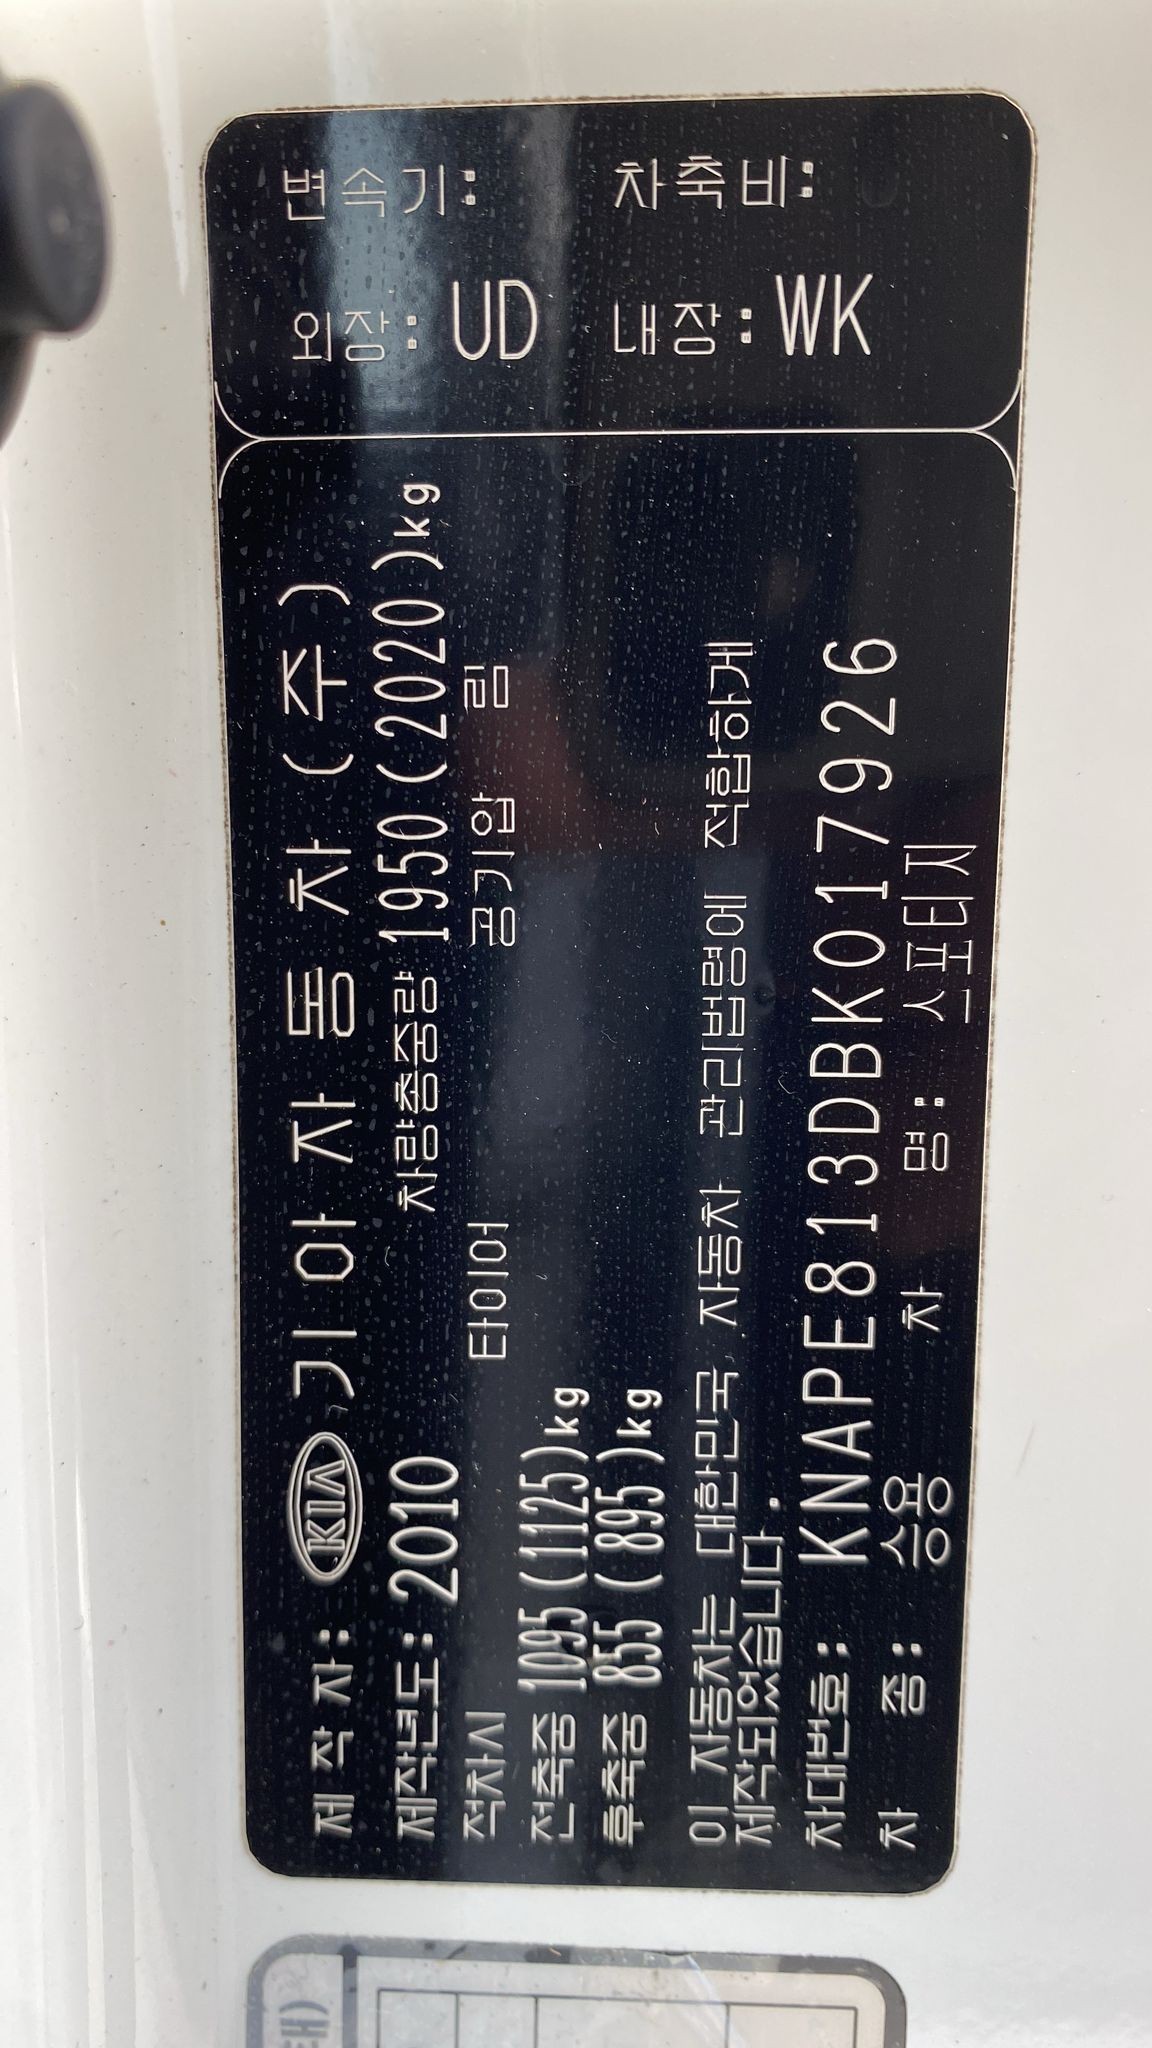 변속기: 차축비:
외장: UD 내장: WK
제 작 자: KIA 기아자동차(주)
제작년도: 2010 차량총중량 1950(2020)kg
적차시 타이어 공기압 림
전축중 1095(1125)kg
후축중 855 ( 895)kg
이 자동차는 대한민국 자동차 관리법령에 적합하게
제작되었습니다.
차대번호: KNAPE813DBK017926
차 종: 승용 차 명: 스포티지